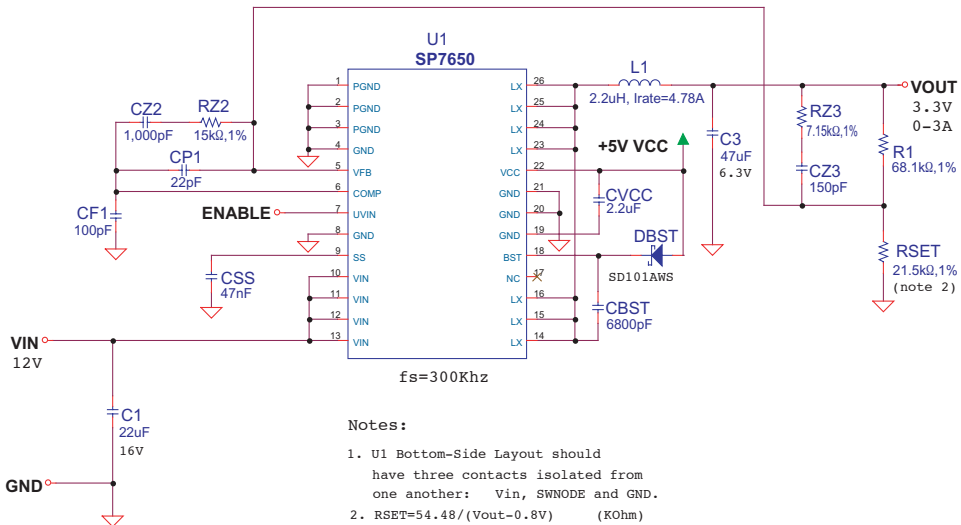 U1
SP7650
1 PGND
2 PGND
3 PGND
4 GND
5 VFB
6 COMP
7 UVIN
8 GND
9 SS
10 VIN
11 VIN
12 VIN
13 VIN
LX 26
LX 25
LX 24
LX 23
VCC 22
GND 21
GND 20
GND 19
BST 18
NC 17
LX 16
LX 15
LX 14
fs=300Khz
CZ2
1,000pF
RZ2
15kΩ,1%
CP1
22pF
CF1
100pF
ENABLE
CSS
47nF
VIN
12V
C1
22uF
16V
GND
L1
2.2uH, Irate=4.78A
+5V VCC
CVCC
2.2uF
DBST
SD101AWS
CBST
6800pF
C3
47uF
6.3V
RZ3
7.15kΩ,1%
CZ3
150pF
VOUT
3.3V
0-3A
R1
68.1kΩ,1%
RSET
21.5kΩ,1%
(note 2)
Notes:
1. U1 Bottom-Side Layout should
have three contacts isolated from
one another: Vin, SWNODE and GND.
2. RSET=54.48/(Vout-0.8V) (KOhm)